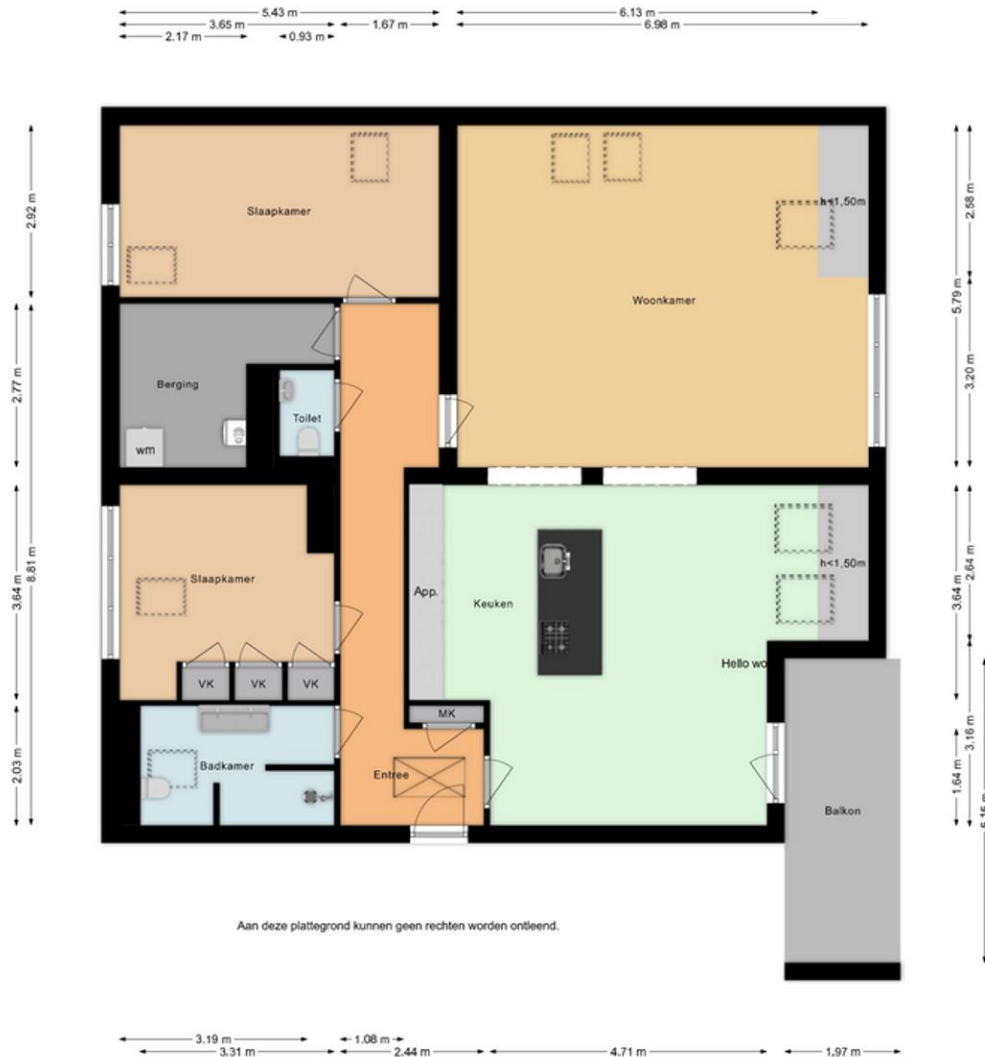 5.43 m
6.13 m
3.65 m
1.67 m
6.98 m
2.17 m
0.93 m
2.92 m
2.58 m
Slaapkamer
h<1,50m
5.79 m
Woonkamer
3.20 m
2.77 m
Berging
Toilet
wm
8.81 m
3.64 m
Slaapkamer
App.
Keuken
h<1,50m
3.64 m
2.64 m
Hello wo
VK
VK
VK
MK
2.03 m
Badkamer
Entree
1.64 m
3.16 m
Balkon
5.15 m
Aan deze plattegrond kunnen geen rechten worden ontleend.
3.19 m
1.08 m
3.31 m
2.44 m
4.71 m
1.97 m